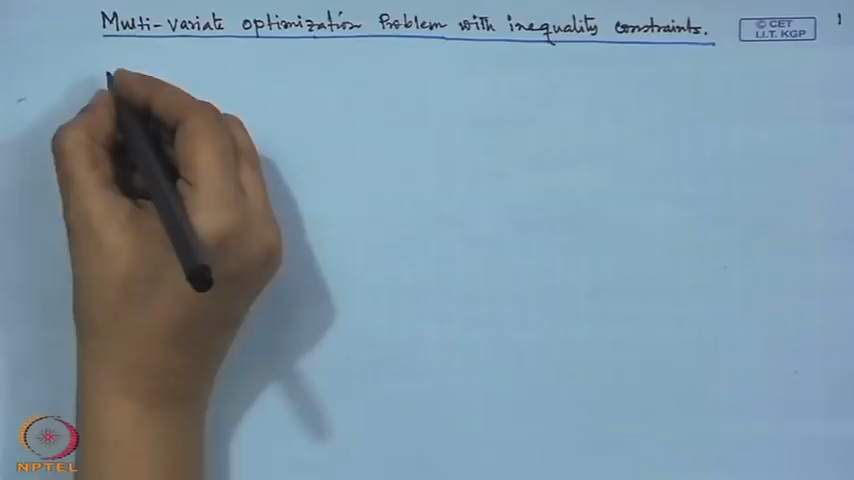 Multi-variate optimization Problem with inequality constraints.
© CET
I.I.T. KGP
1
NPTEL